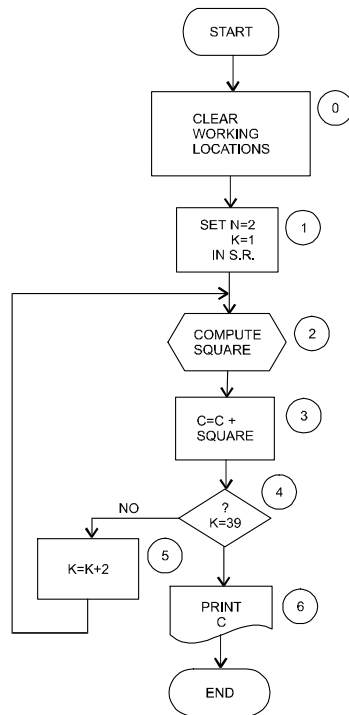 START
0
CLEAR
WORKING
LOCATIONS
1
SET N=2
K=1
IN S.R.
2
COMPUTE
SQUARE
3
C=C +
SQUARE
4
?
K=39
NO
5
K=K+2
6
PRINT
C
END